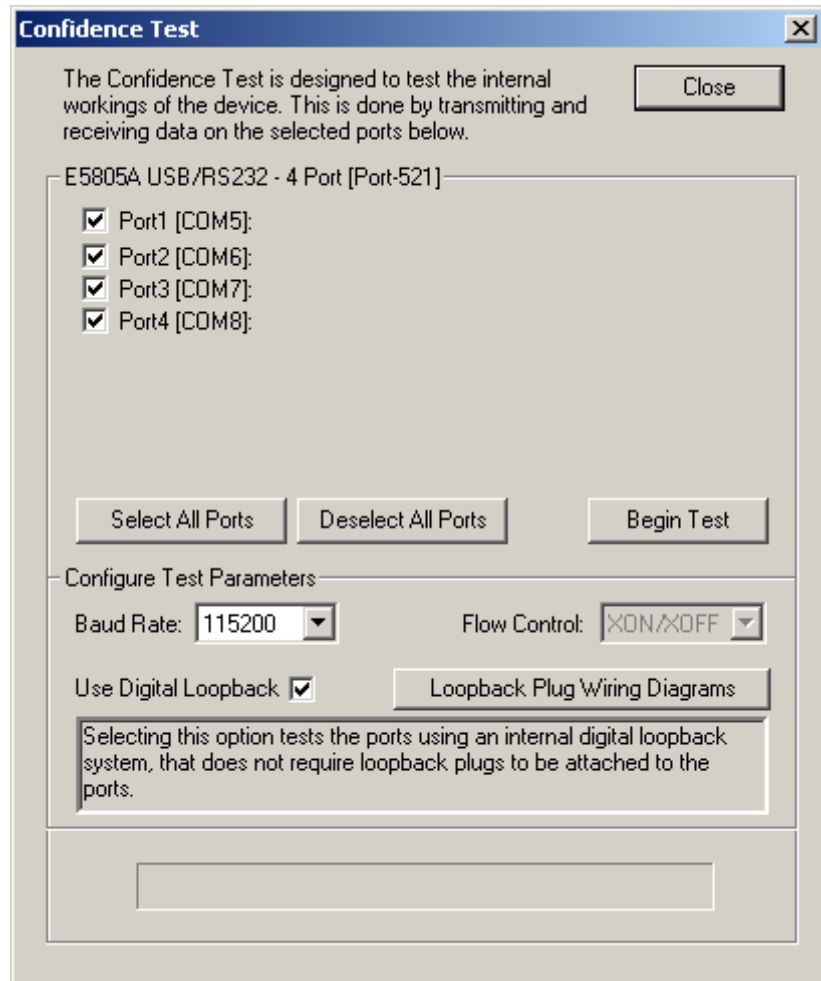 Confidence Test
The Confidence Test is designed to test the internal
workings of the device. This is done by transmitting and
receiving data on the selected ports below.
Close
E5805A USB/RS232 - 4 Port [Port-521]
Port1 [COM5]:
Port2 [COM6]:
Port3 [COM7]:
Port4 [COM8]:
Select All Ports
Deselect All Ports
Begin Test
Configure Test Parameters
Baud Rate: 115200
Flow Control: XON/XOFF
Use Digital Loopback
Loopback Plug Wiring Diagrams
Selecting this option tests the ports using an internal digital loopback
system, that does not require loopback plugs to be attached to the
ports.